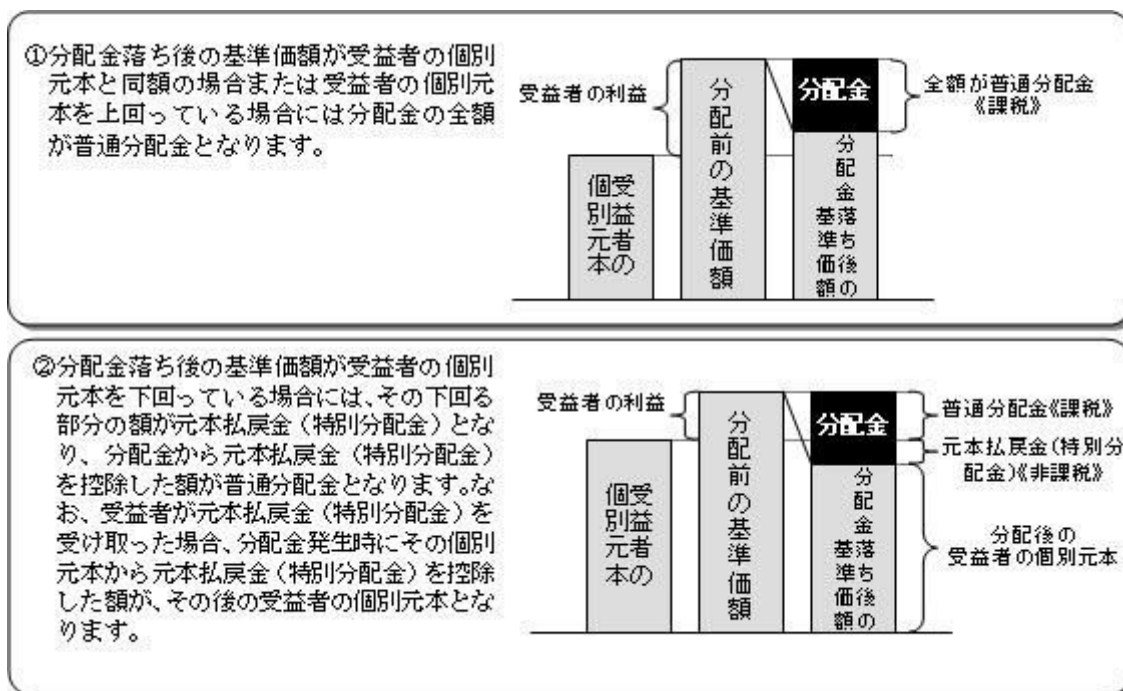 ①分配金落ち後の基準価額が受益者の個別
元本と同額の場合または受益者の個別元
本を上回っている場合には分配金の全額
が普通分配金となります。
受益者の利益
受益者の
個別元本
分配前の基準価額
分配金
分配金落ち後の
基準価額
全額が普通分配金
《課税》
②分配金落ち後の基準価額が受益者の個別
元本を下回っている場合には、その下回る
部分の額が元本払戻金（特別分配金）とな
り、分配金から元本払戻金（特別分配金）
を控除した額が普通分配金となります。な
お、受益者が元本払戻金（特別分配金）を
受け取った場合、分配金発生時にその個別
元本から元本払戻金（特別分配金）を控除
した額が、その後の受益者の個別元本とな
ります。
受益者の利益
受益者の
個別元本
分配前の基準価額
分配金
分配金落ち後の
基準価額
普通分配金《課税》
元本払戻金（特別分
配金）《非課税》
分配後の
受益者の個別元本